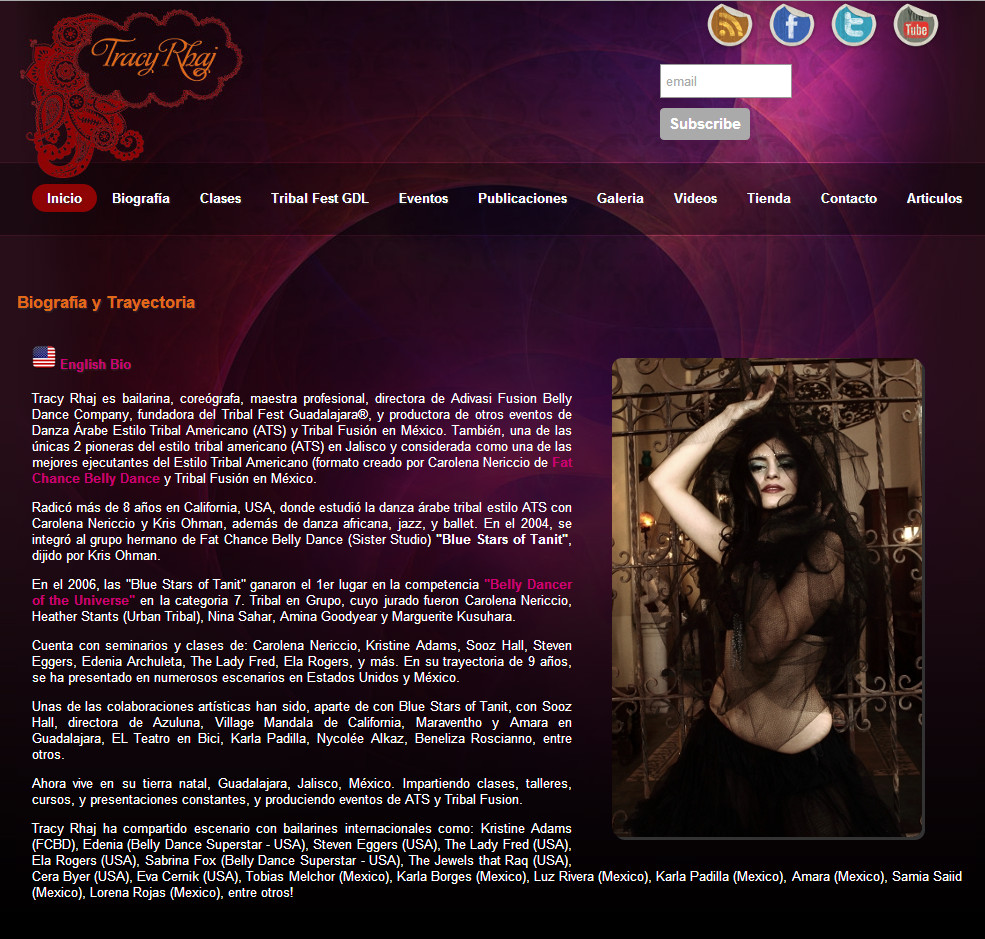 Tracy Rhaj
You
Tube
email
Subscribe
Inicio Biografía Clases Tribal Fest GDL Eventos Publicaciones Galeria Videos Tienda Contacto Articulos
Biografía y Trayectoria
English Bio
Tracy Rhaj es bailarina, coreógrafa, maestra profesional, directora de Adivasi Fusion Belly
Dance Company, fundadora del Tribal Fest Guadalajara®, y productora de otros eventos de
Danza Árabe Estilo Tribal Americano (ATS) y Tribal Fusión en México. También, una de las
únicas 2 pioneras del estilo tribal americano (ATS) en Jalisco y considerada como una de las
mejores ejecutantes del Estilo Tribal Americano (formato creado por Carolena Nericcio de Fat
Chance Belly Dance y Tribal Fusión en México.
Radicó más de 8 años en California, USA, donde estudió la danza árabe tribal estilo ATS con
Carolena Nericcio y Kris Ohman, además de danza africana, jazz, y ballet. En el 2004, se
integró al grupo hermano de Fat Chance Belly Dance (Sister Studio) "Blue Stars of Tanit",
dijido por Kris Ohman.
En el 2006, las "Blue Stars of Tanit" ganaron el 1er lugar en la competencia "Belly Dancer
of the Universe" en la categoria 7. Tribal en Grupo, cuyo jurado fueron Carolena Nericcio,
Heather Stants (Urban Tribal), Nina Sahar, Amina Goodyear y Marguerite Kusuhara.
Cuenta con seminarios y clases de: Carolena Nericcio, Kristine Adams, Sooz Hall, Steven
Eggers, Edenia Archuleta, The Lady Fred, Ela Rogers, y más. En su trayectoria de 9 años,
se ha presentado en numerosos escenarios en Estados Unidos y México.
Unas de las colaboraciones artísticas han sido, aparte de con Blue Stars of Tanit, con Sooz
Hall, directora de Azuluna, Village Mandala de California, Maraventho y Amara en
Guadalajara, EL Teatro en Bici, Karla Padilla, Nycolée Alkaz, Beneliza Roscianno, entre
otros.
Ahora vive en su tierra natal, Guadalajara, Jalisco, México. Impartiendo clases, talleres,
cursos, y presentaciones constantes, y produciendo eventos de ATS y Tribal Fusion.
Tracy Rhaj ha compartido escenario con bailarines internacionales como: Kristine Adams
(FCBD), Edenia (Belly Dance Superstar - USA), Steven Eggers (USA), The Lady Fred (USA),
Ela Rogers (USA), Sabrina Fox (Belly Dance Superstar - USA), The Jewels that Raq (USA),
Cera Byer (USA), Eva Cernik (USA), Tobias Melchor (Mexico), Karla Borges (Mexico), Luz Rivera (Mexico), Karla Padilla (Mexico), Amara (Mexico), Samia Saiid
(Mexico), Lorena Rojas (Mexico), entre otros!